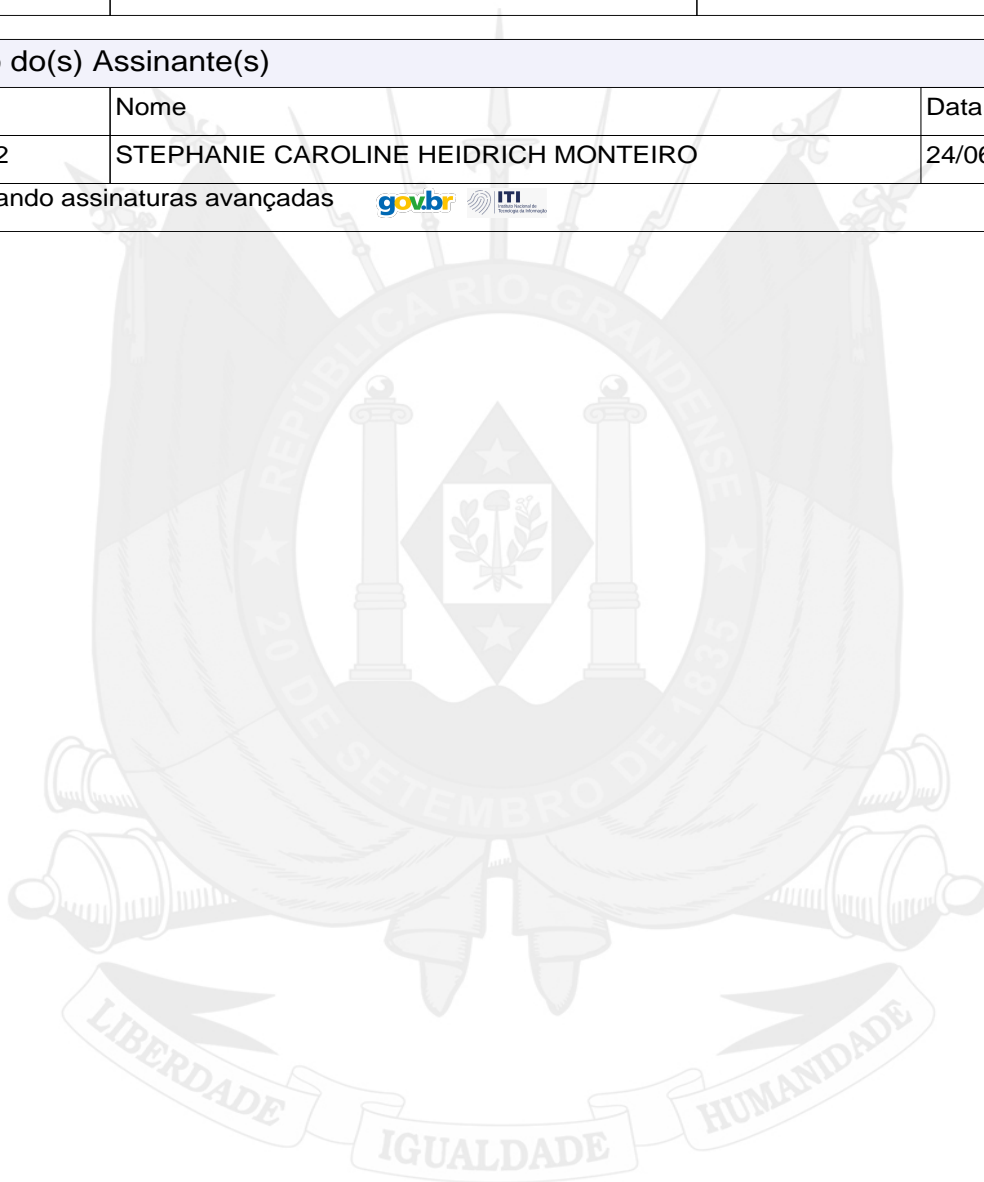 do(s) Assinante(s)
Nome Data
2 STEPHANIE CAROLINE HEIDRICH MONTEIRO 24/06
ando assinaturas avançadas gov.br ITI
REPÚBLICA RIO-GRANDENSE
20 DE SETEMBRO DE 1835
LIBERDADE IGUALDADE HUMANIDADE